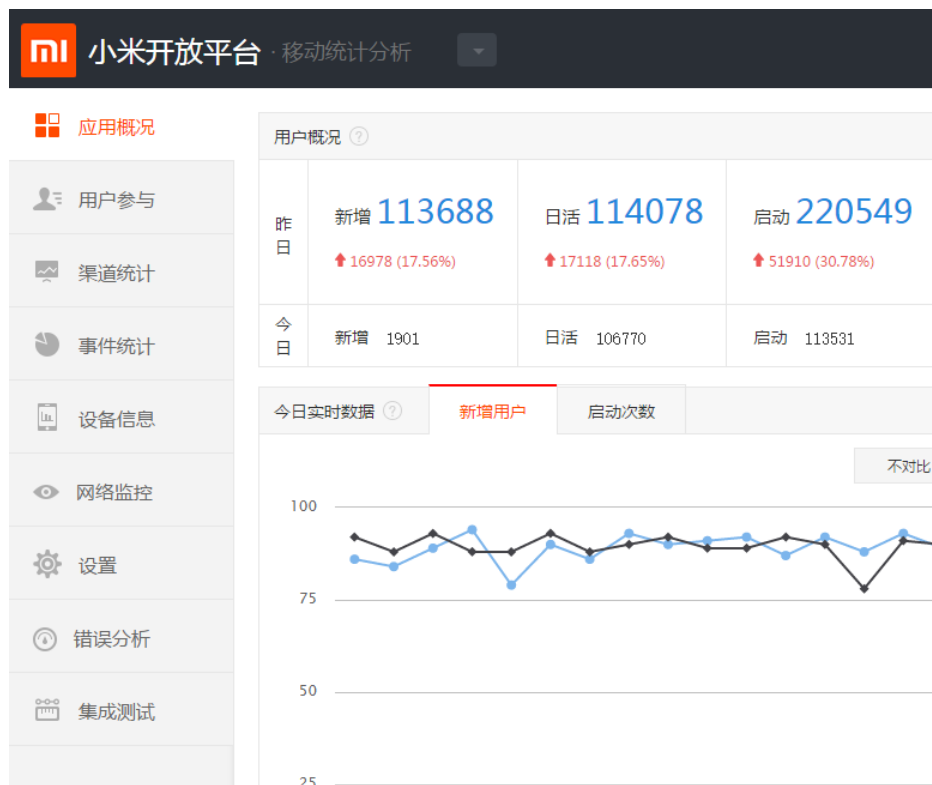 mi 小米开放平台 · 移动统计分析
应用概况
用户参与
渠道统计
事件统计
设备信息
网络监控
设置
错误分析
集成测试
用户概况 ?
昨日
新增 113688
16978 (17.56%)
日活 114078
17118 (17.65%)
启动 220549
51910 (30.78%)
今日
新增 1901
日活 106770
启动 113531
今日实时数据 ? 新增用户 启动次数
不对比
100
75
50
25